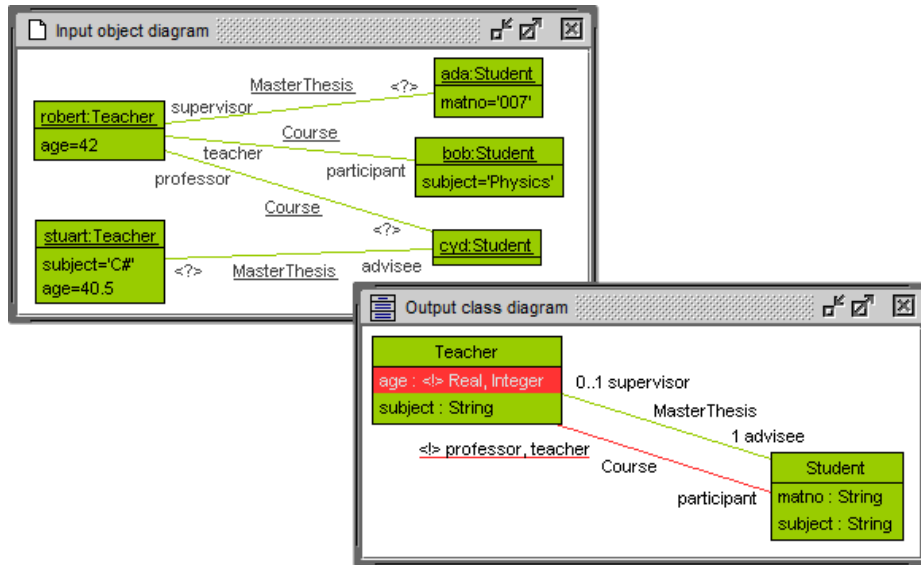 Input object diagram
MasterThesis
<?>
ada:Student
matno='007'
supervisor
robert:Teacher
age=42
Course
teacher
participant
bob:Student
subject='Physics'
professor
Course
<?>
stuart:Teacher
subject='C#'
age=40.5
<?>
MasterThesis
advisee
cyd:Student
Output class diagram
Teacher
age : <!> Real, Integer
subject : String
0..1 supervisor
MasterThesis
1 advisee
<!> professor, teacher
Course
participant
Student
matno : String
subject : String